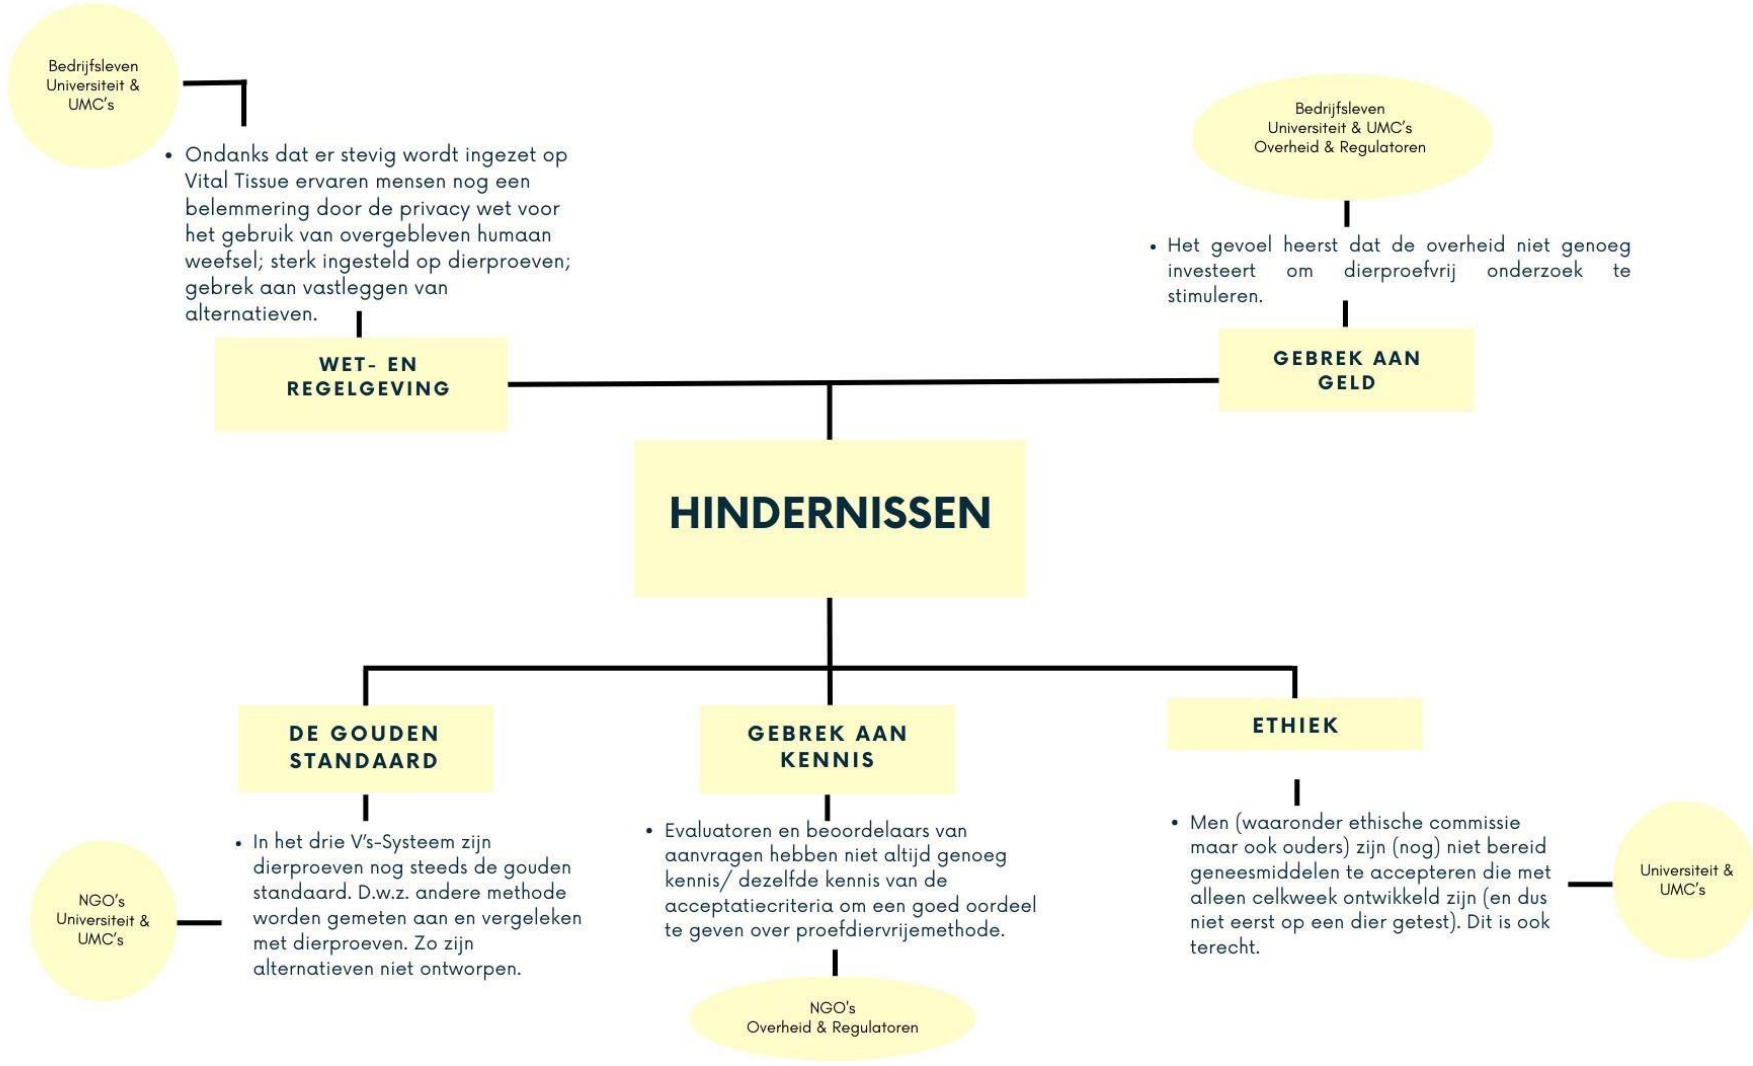 Bedrijfsleven
Universiteit &
UMC's
• Ondanks dat er stevig wordt ingezet op
Vital Tissue ervaren mensen nog een
belemmering door de privacy wet voor
het gebruik van overgebleven humaan
weefsel; sterk ingesteld op dierproeven;
gebrek aan vastleggen van
alternatieven.
WET- EN
REGELGEVING
Bedrijfsleven
Universiteit & UMC's
Overheid & Regulatoren
• Het gevoel heerst dat de overheid niet genoeg
investeert om dierproefvrij onderzoek te
stimuleren.
GEBREK AAN
GELD
HINDERNISSEN
DE GOUDEN
STANDAARD
• In het drie V's-Systeem zijn
dierproeven nog steeds de gouden
standaard. D.w.z. andere methode
worden gemeten aan en vergeleken
met dierproeven. Zo zijn
alternatieven niet ontworpen.
NGO's
Universiteit &
UMC's
GEBREK AAN
KENNIS
• Evaluatoren en beoordelaars van
aanvragen hebben niet altijd genoeg
kennis/ dezelfde kennis van de
acceptatiecriteria om een goed oordeel
te geven over proefdiervrijemethode.
NGO's
Overheid & Regulatoren
ETHIEK
• Men (waaronder ethische commissie
maar ook ouders) zijn (nog) niet bereid
geneesmiddelen te accepteren die met
alleen celkweek ontwikkeld zijn (en dus
niet eerst op een dier getest). Dit is ook
terecht.
Universiteit &
UMC's